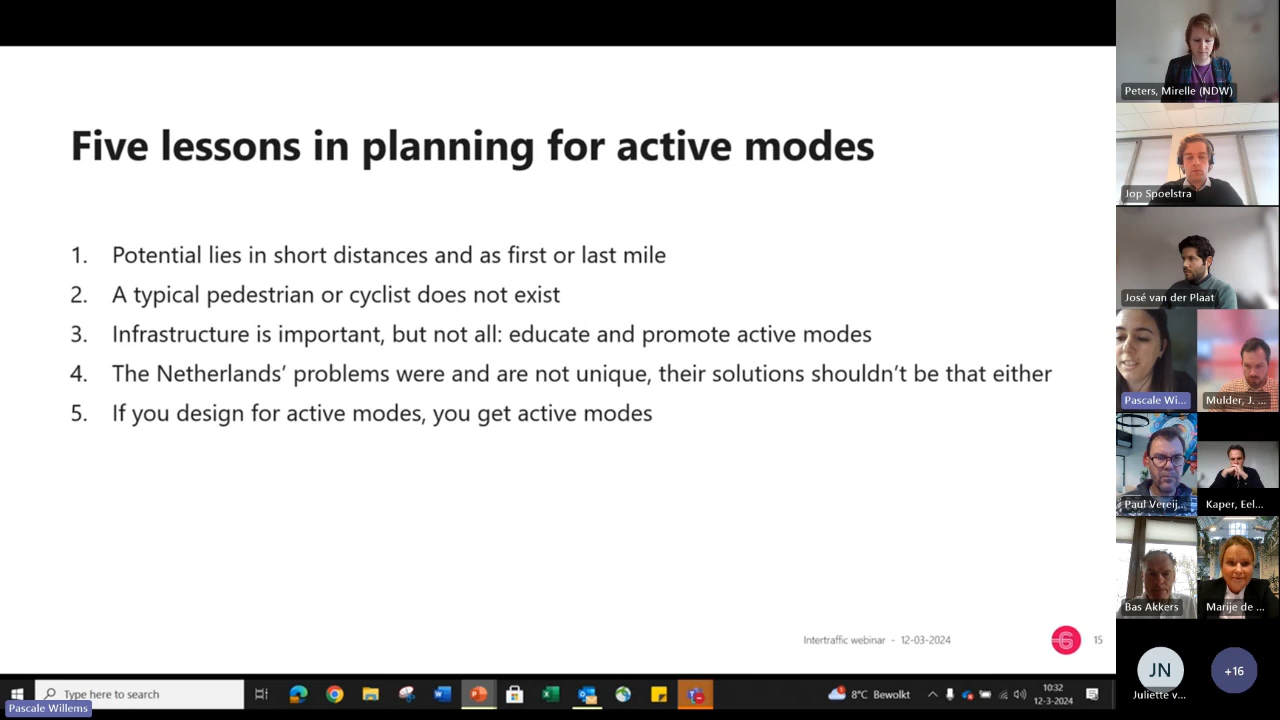 Five lessons in planning for active modes
1. Potential lies in short distances and as first or last mile
2. A typical pedestrian or cyclist does not exist
3. Infrastructure is important, but not all: educate and promote active modes
4. The Netherlands’ problems were and are not unique, their solutions shouldn’t be that either
5. If you design for active modes, you get active modes
Intertraffic webinar - 12-03-2024
6
15
Type here to search
8°C Bewolkt
10:32
12-3-2024
Pascale Willems
Peters, Mirelle (NDW)
Jop Spoelstra
José van der Plaat
Pascale Wi...
Mulder, J. ...
Paul Vereij...
Kaper, Eel...
Bas Akkers
Marije de ...
JN
Juliette v...
+16